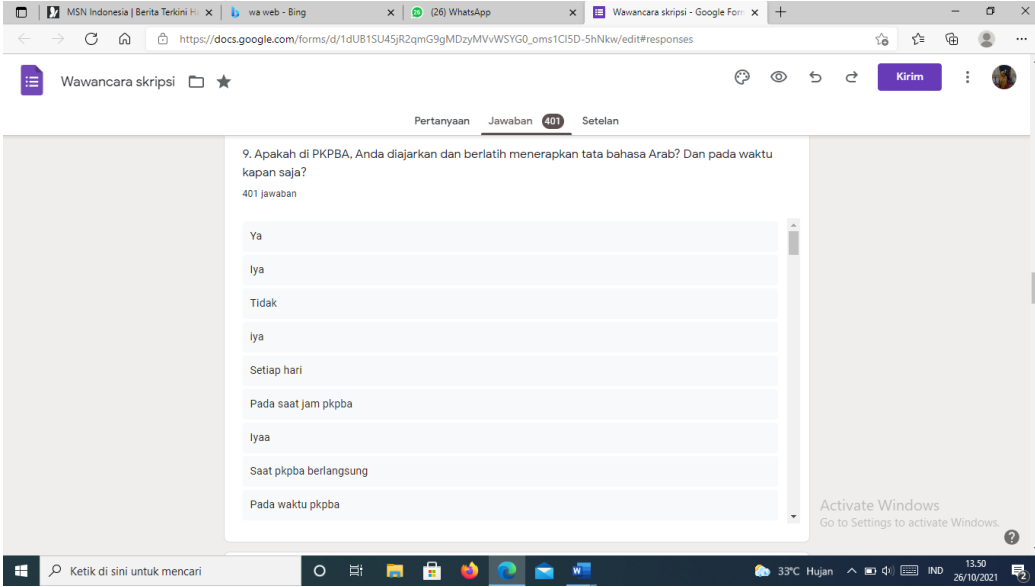 MSN Indonesia | Berita Terkini H
wa web - Bing
(26) WhatsApp
Wawancara skripsi - Google Form
https://docs.google.com/forms/d/1dUB1SU45jR2qmG9gMDzyMVvWSYG0_oms1CI5D-5hNkw/edit#responses
Wawancara skripsi
Kirim
Pertanyaan Jawaban 401 Setelan
9. Apakah di PKPBA, Anda diajarkan dan berlatih menerapkan tata bahasa Arab? Dan pada waktu
kapan saja?
401 jawaban
Ya
Iya
Tidak
iya
Setiap hari
Pada saat jam pkpba
Iyaa
Saat pkpba berlangsung
Pada waktu pkpba
Activate Windows
Go to Settings to activate Windows.
Ketik di sini untuk mencari
33°C Hujan
IND
13.50
26/10/2021